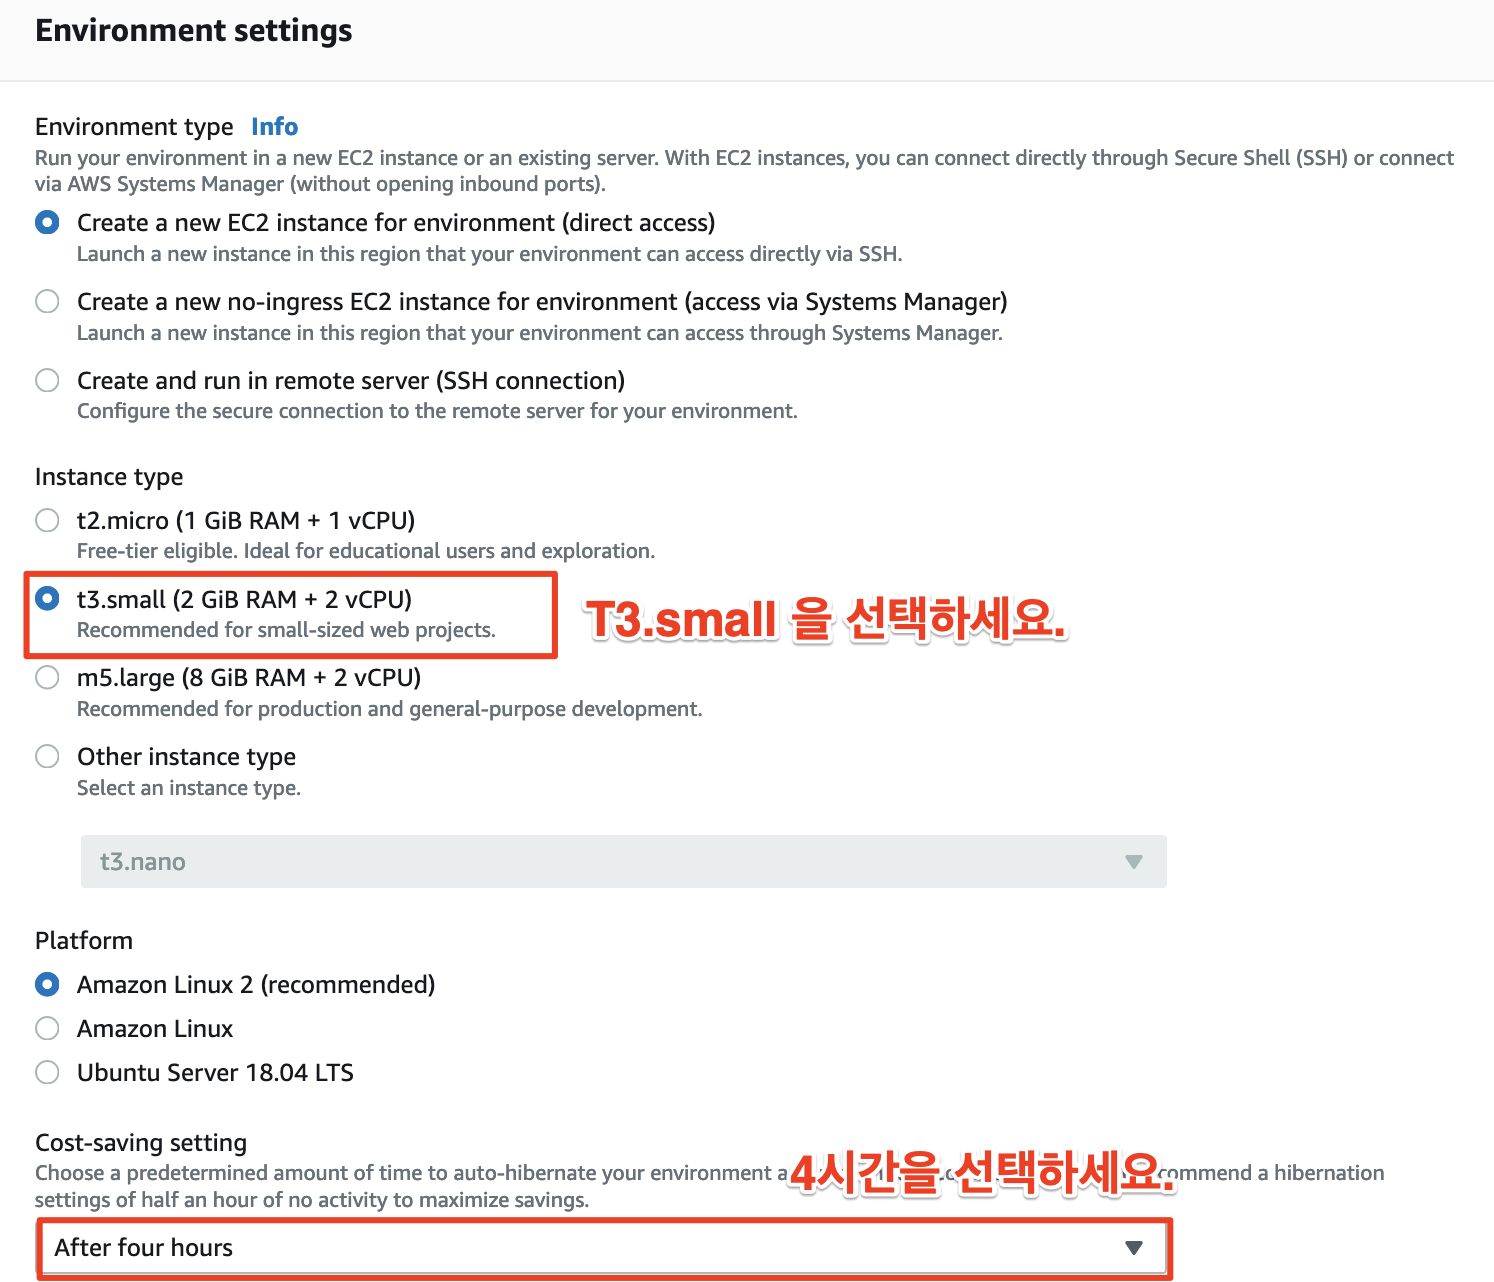 Environment settings
Environment type Info
Run your environment in a new EC2 instance or an existing server. With EC2 instances, you can connect directly through Secure Shell (SSH) or connect
via AWS Systems Manager (without opening inbound ports).
Create a new EC2 instance for environment (direct access)
Launch a new instance in this region that your environment can access directly via SSH.
Create a new no-ingress EC2 instance for environment (access via Systems Manager)
Launch a new instance in this region that your environment can access through Systems Manager.
Create and run in remote server (SSH connection)
Configure the secure connection to the remote server for your environment.
Instance type
t2.micro (1 GiB RAM + 1 vCPU)
Free-tier eligible. Ideal for educational users and exploration.
t3.small (2 GiB RAM + 2 vCPU)
Recommended for small-sized web projects.
T3.small 을 선택하세요.
m5.large (8 GiB RAM + 2 vCPU)
Recommended for production and general-purpose development.
Other instance type
Select an instance type.
t3.nano
Platform
Amazon Linux 2 (recommended)
Amazon Linux
Ubuntu Server 18.04 LTS
Cost-saving setting
Choose a predetermined amount of time to auto-hibernate your environment
4시간을 선택하세요.
commend a hibernation
settings of half an hour of no activity to maximize savings.
After four hours